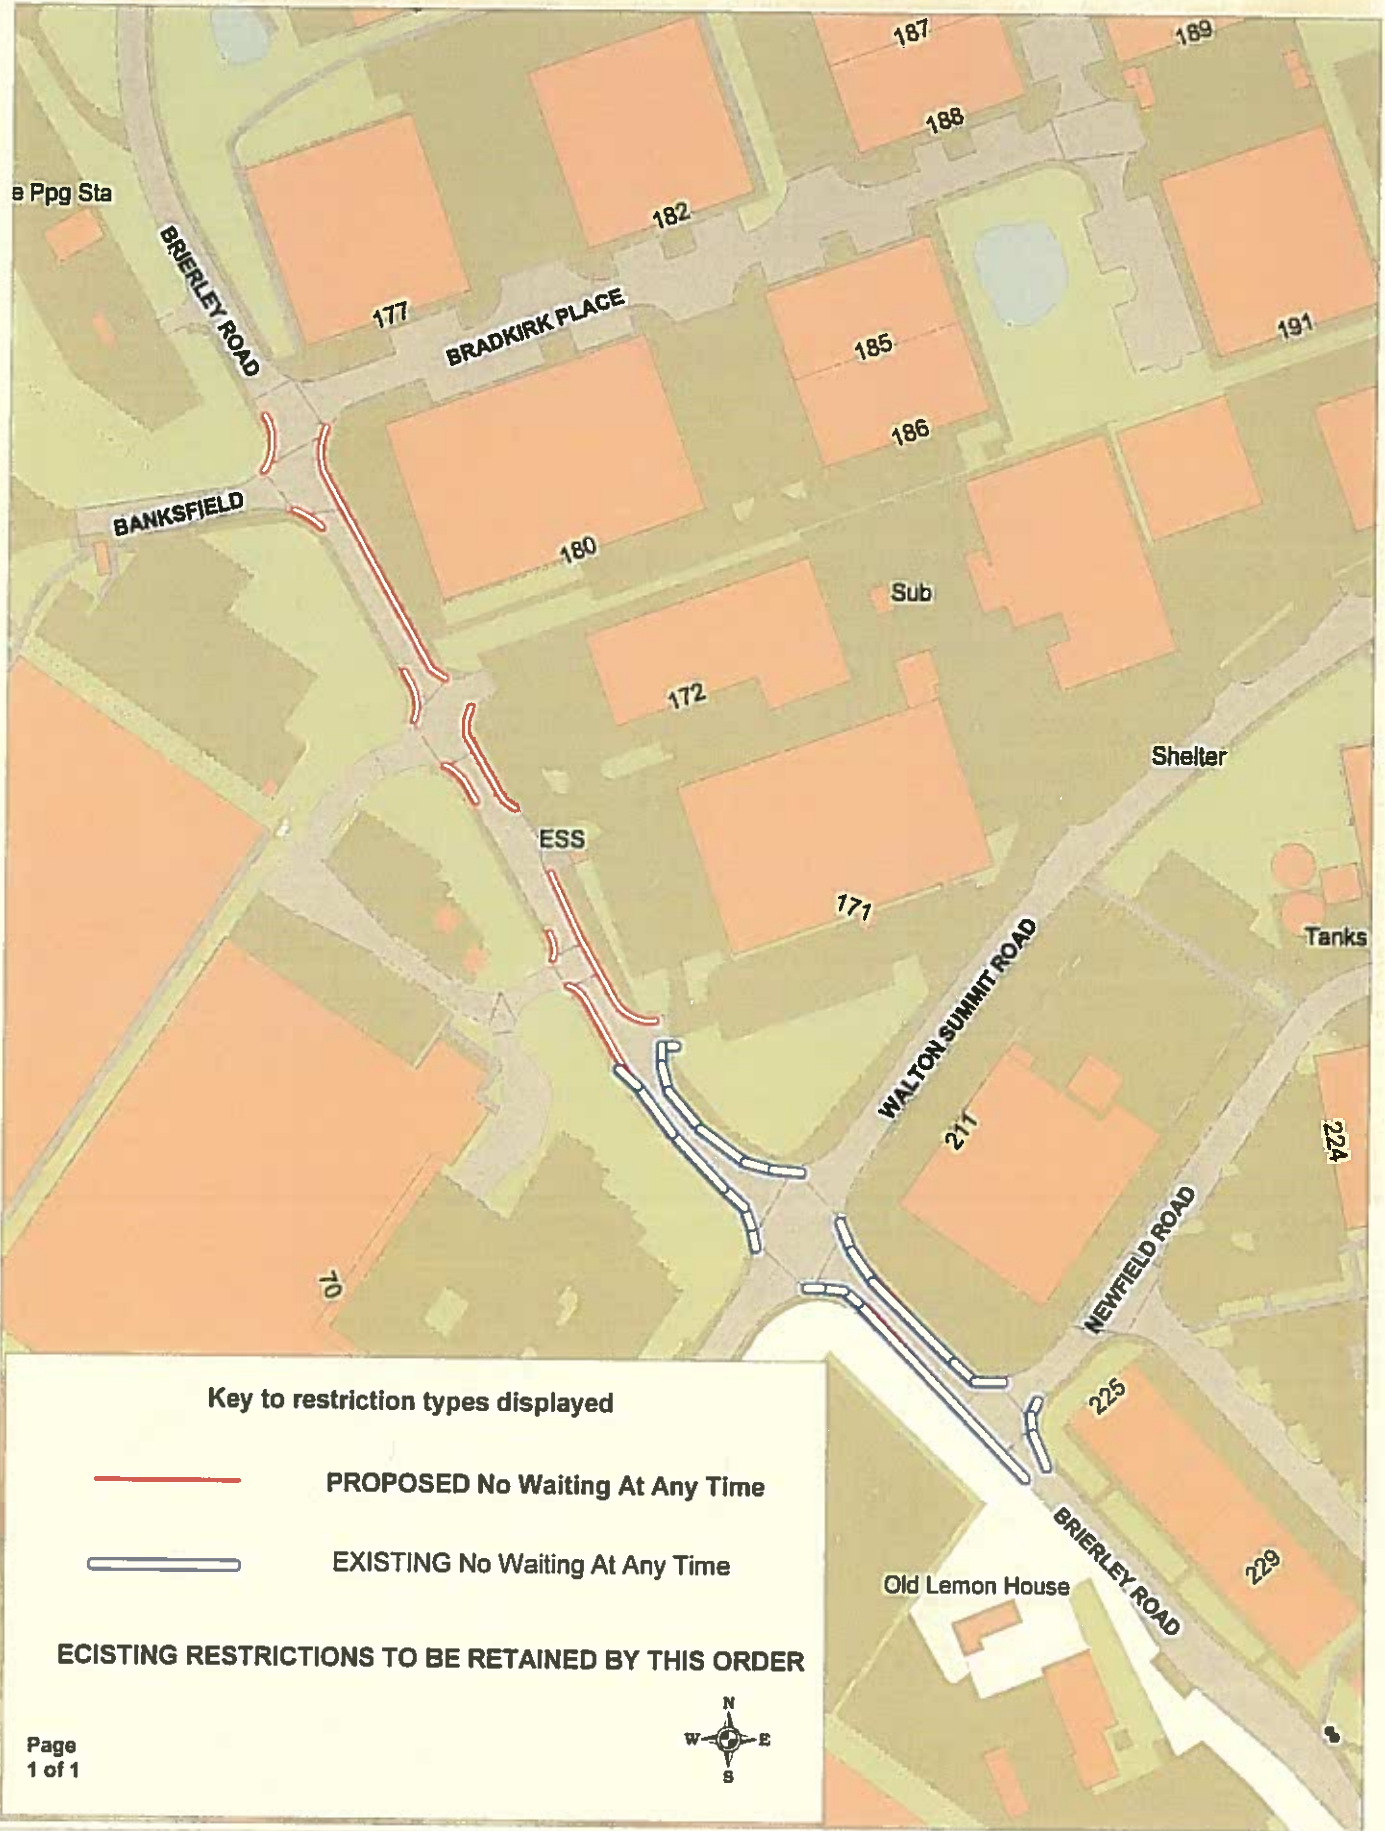 187
189
188
e Ppg Sta
182
BRIERLEY ROAD
177
BRADKIRK PLACE
185
191
186
BANKSFIELD
180
Sub
172
Shelter
ESS
171
Tanks
WALTON SUMMIT ROAD
211
224
NEWFIELD ROAD
70
225
229
BRIERLEY ROAD
Old Lemon House
Key to restriction types displayed
PROPOSED No Waiting At Any Time
EXISTING No Waiting At Any Time
ECISTING RESTRICTIONS TO BE RETAINED BY THIS ORDER
N
W E
S
Page
1 of 1